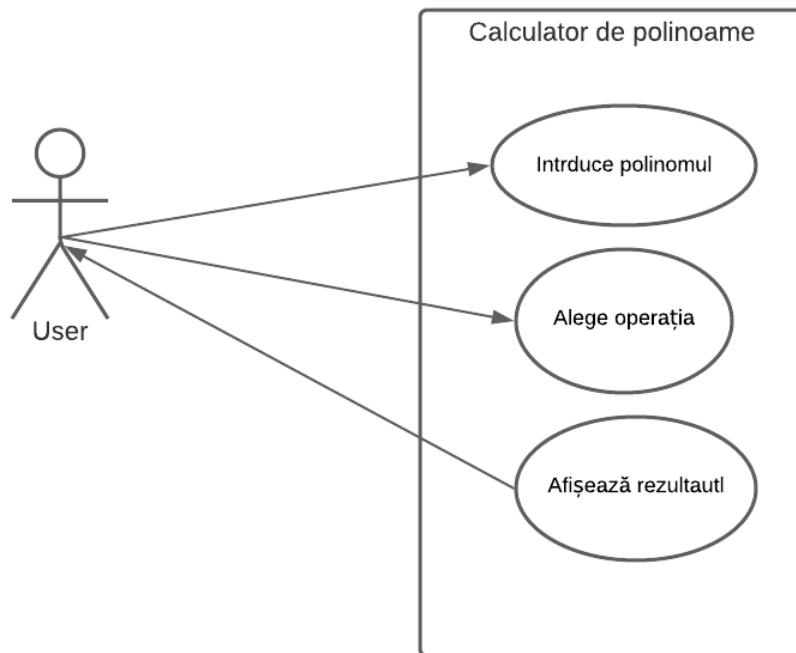 Calculator de polinoame
Intrduce polinomul
Alege operația
User
Afișează rezultautl